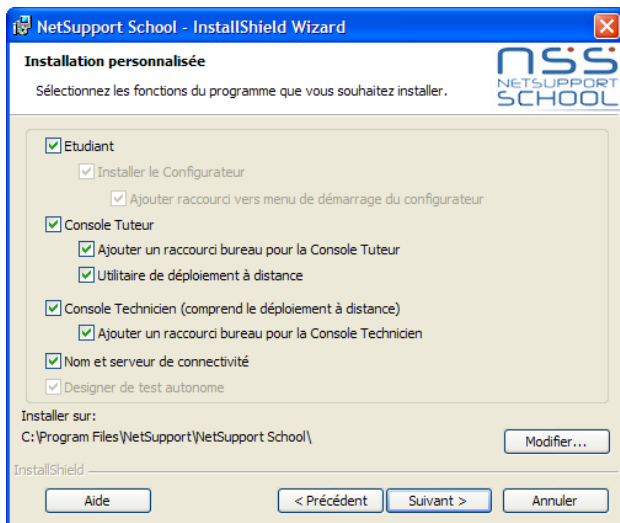 NetSupport School - InstallShield Wizard
Installation personnalisée
Sélectionnez les fonctions du programme que vous souhaitez installer.
nss
NETSUPPORT
SCHOOL
Etudiant
Installer le Configurateur
Ajouter raccourci vers menu de démarrage du configurateur
Console Tuteur
Ajouter un raccourci bureau pour la Console Tuteur
Utilitaire de déploiement à distance
Console Technicien (comprend le déploiement à distance)
Ajouter un raccourci bureau pour la Console Technicien
Nom et serveur de connectivité
Designer de test autonome
Installer sur:
C:\Program Files\NetSupport\NetSupport School\
Modifier...
InstallShield
Aide
< Précédent
Suivant >
Annuler